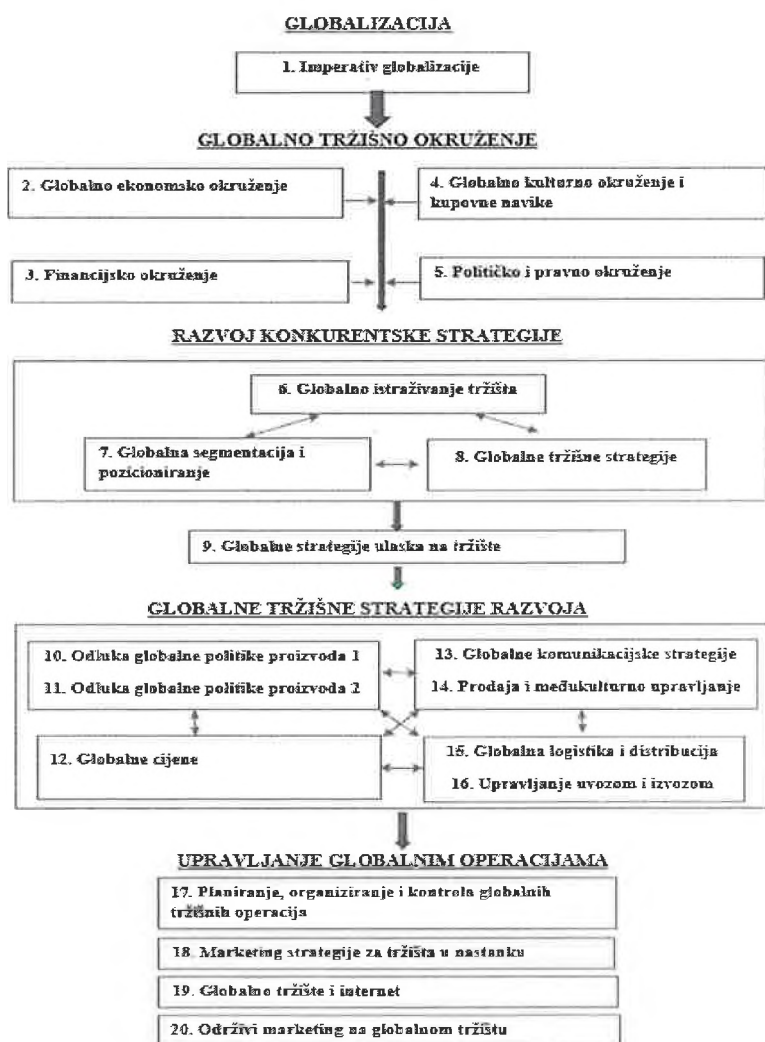 GLOBALIZACIJA
1. Imperativ globalizacije
GLOBALNO TRŽIŠNO OKRUŽENJE
2. Globalno ekonomsko okruženje
4. Globalno kulturno okruženje i
kupovne navike
3. Financijsko okruženje
5. Političko i pravno okruženje
RAZVOJ KONKURENTSKE STRATEGIJE
6. Globalno istraživanje tržišta
7. Globalna segmentacija i
pozicioniranje
8. Globalne tržišne strategije
9. Globalne strategije ulaska na tržište
GLOBALNE TRŽIŠNE STRATEGIJE RAZVOJA
10. Odluka globalne politike proizvoda 1
11. Odluka globalne politike proizvoda 2
13. Globalne komunikacijske strategije
14. Prodaja i međukulturno upravljanje
12. Globalne cijene
15. Globalna logistika i distribucija
16. Upravljanje uvozom i izvozom
UPRAVLJANJE GLOBALNIM OPERACIJAMA
17. Planiranje, organiziranje i kontrola globalnih
tržišnih operacija
18. Marketing strategije za tržišta u nastanku
19. Globalno tržište i internet
20. Održivi marketing na globalnom tržištu